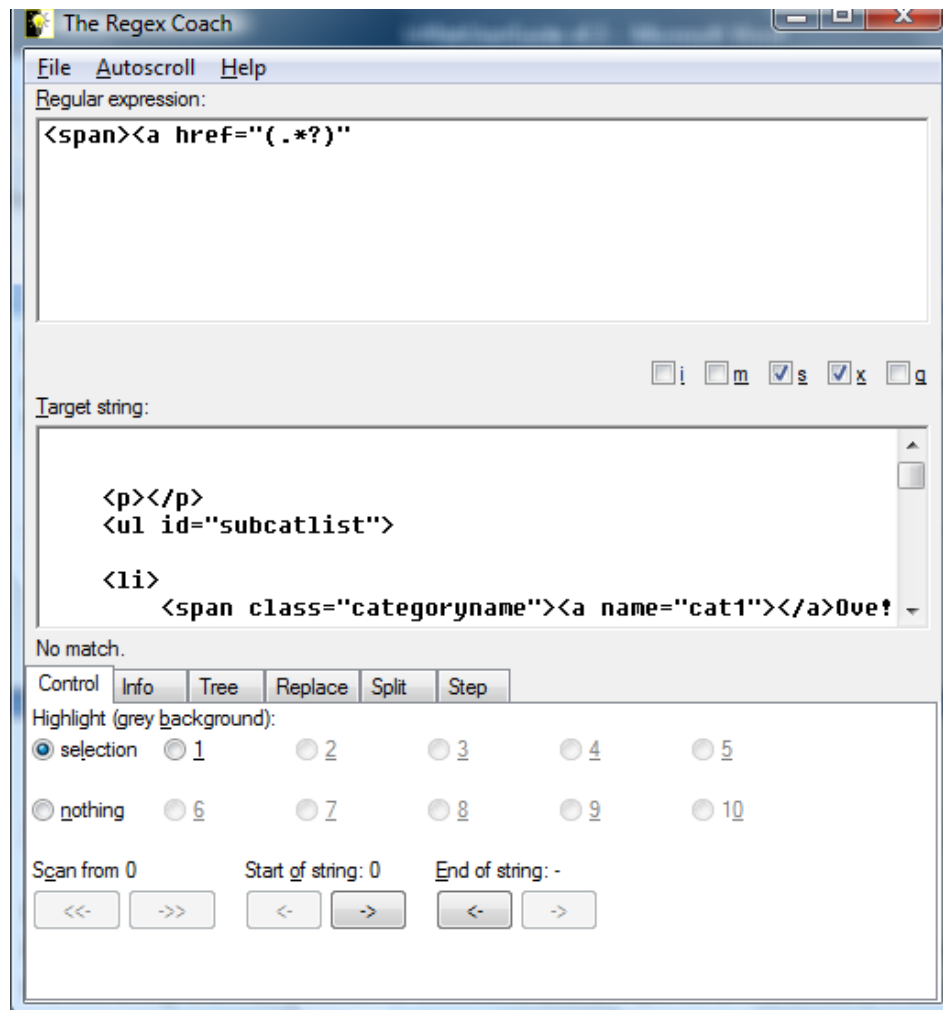 The Regex Coach
File Autoscroll Help
Regular expression:
<span><a href="(.*?)"
i m s x g
Target string:
<p></p>
<ul id="subcatlist">
<li>
<span class="categoryname"><a name="cat1"></a>Ove!
No match.
Control Info Tree Replace Split Step
Highlight (grey background):
selection 1 2 3 4 5
nothing 6 7 8 9 10
Scan from 0 Start of string: 0 End of string: -
<<- ->> <- -> <- ->